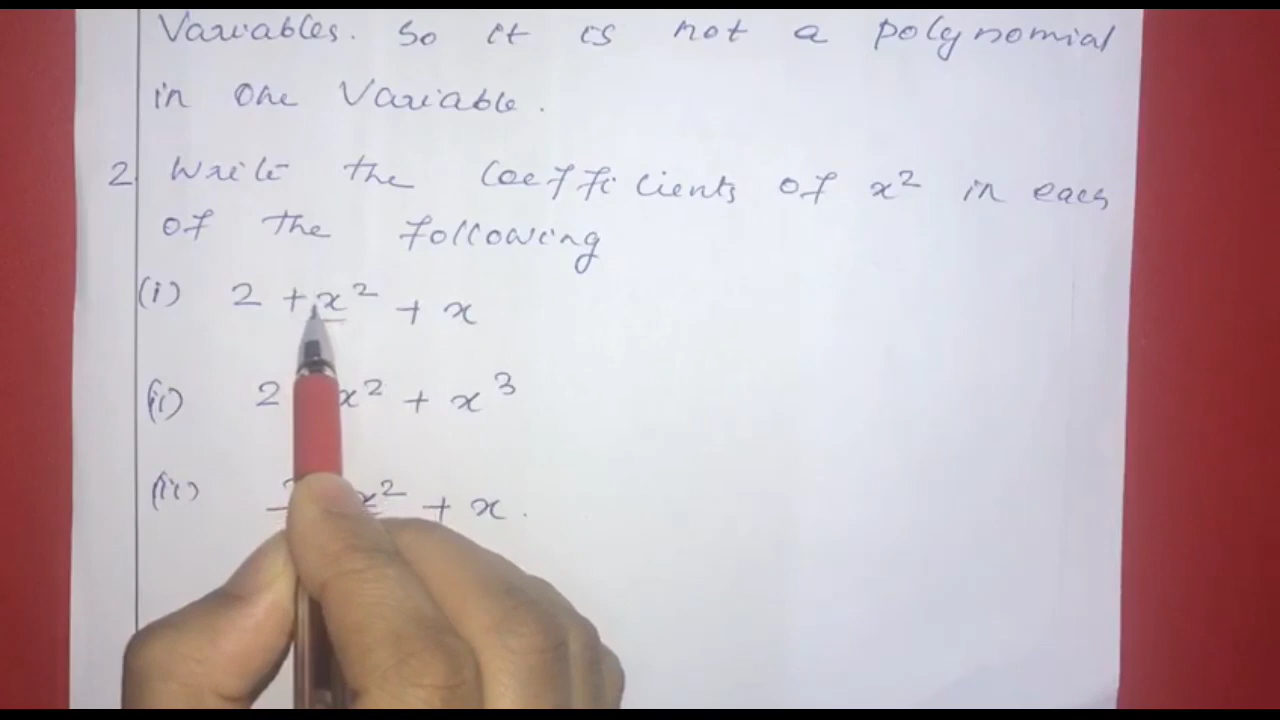 Variables. So it is not a polynomial
in one Variable.
2 Write the Coefficients of x² in each
of the following
(i) 2 + x² + x
(ii) 2 x² + x³
(iii) x² + x.